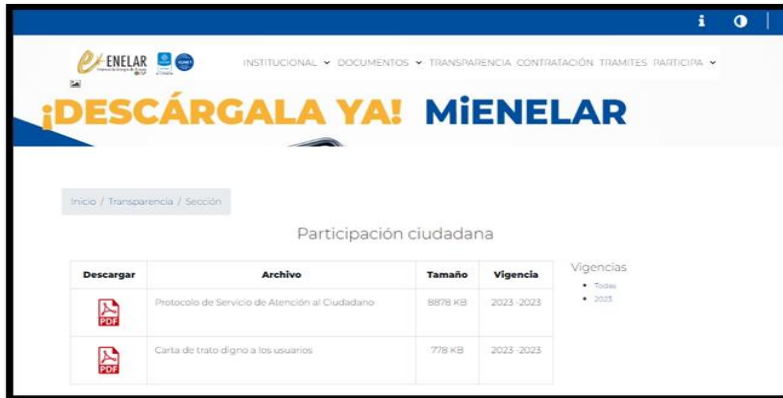 ENELAR
INSTITUCIONAL DOCUMENTOS TRANSPARENCIA CONTRATACIÓN TRAMITES PARTICIPA
¡DESCÁRGALA YA! MiENELAR
Inicio / Transparencia / Sección
Participación ciudadana
Descargar Archivo Tamaño Vigencia
PDF Protocolo de Servicio de Atención al Ciudadano 8878 KB 2023 -2023
PDF Carta de trato digno a los usuarios 778 KB 2023 -2023
Vigencias
Todas
2023